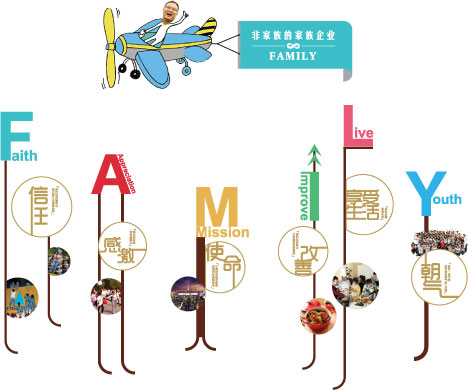 非家族的家族企业
FAMILY
Faith
信任
Appreciation
感激
Mission
使命
Improve
改善
Live
享受
生活
Youth
朝气